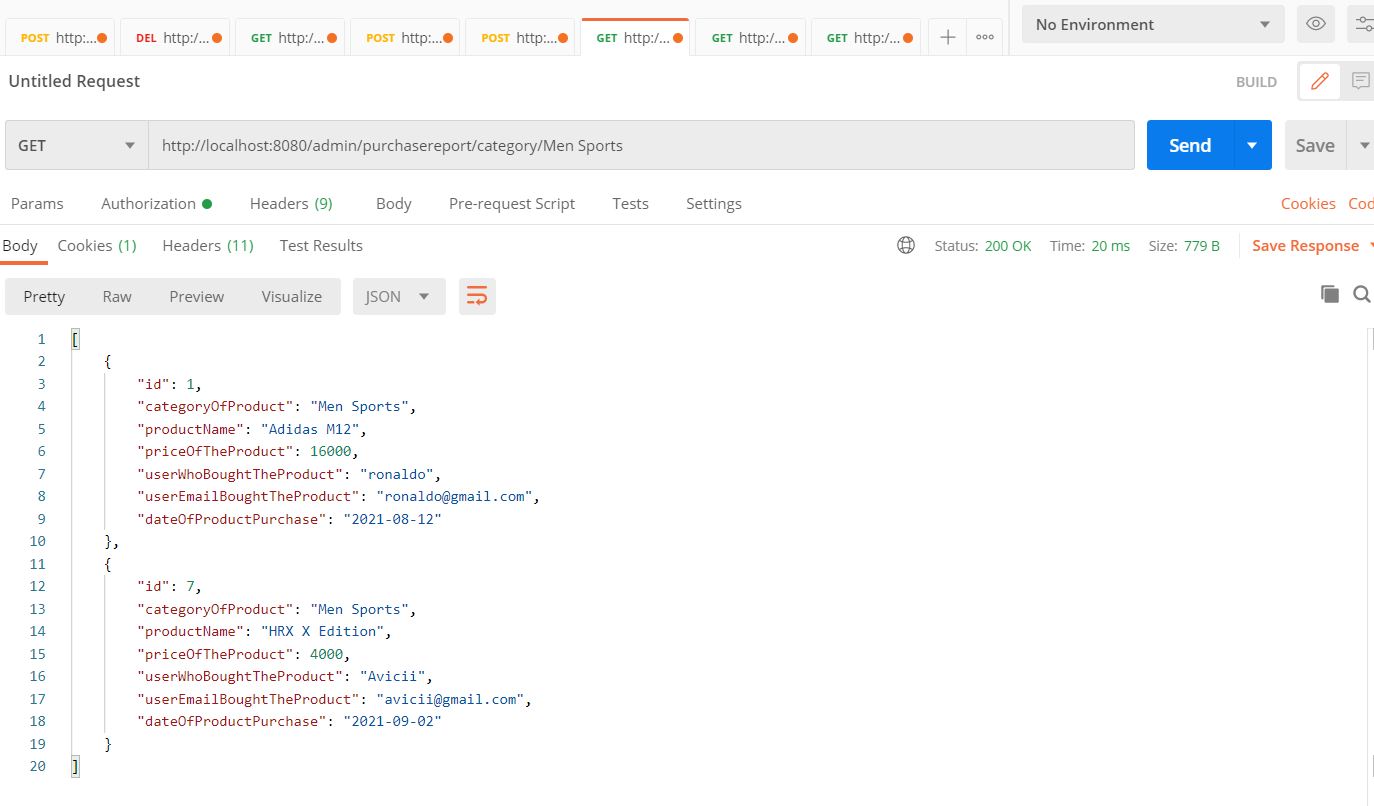 POST http:... DEL http:/... GET http:/... POST http:... POST http:... GET http:/... GET http:/... GET http:/... No Environment
Untitled Request BUILD
GET http://localhost:8080/admin/purchasereport/category/Men Sports Send Save
Params Authorization Headers (9) Body Pre-request Script Tests Settings Cookies Cod
Body Cookies (1) Headers (11) Test Results Status: 200 OK Time: 20 ms Size: 779 B Save Response
Pretty Raw Preview Visualize JSON
1 [
2 {
3 "id": 1,
4 "categoryOfProduct": "Men Sports",
5 "productName": "Adidas M12",
6 "priceOfTheProduct": 16000,
7 "userWhoBoughtTheProduct": "ronaldo",
8 "userEmailBoughtTheProduct": "ronaldo@gmail.com",
9 "dateOfProductPurchase": "2021-08-12"
10 },
11 {
12 "id": 7,
13 "categoryOfProduct": "Men Sports",
14 "productName": "HRX X Edition",
15 "priceOfTheProduct": 4000,
16 "userWhoBoughtTheProduct": "Avicii",
17 "userEmailBoughtTheProduct": "avicii@gmail.com",
18 "dateOfProductPurchase": "2021-09-02"
19 }
20 ]